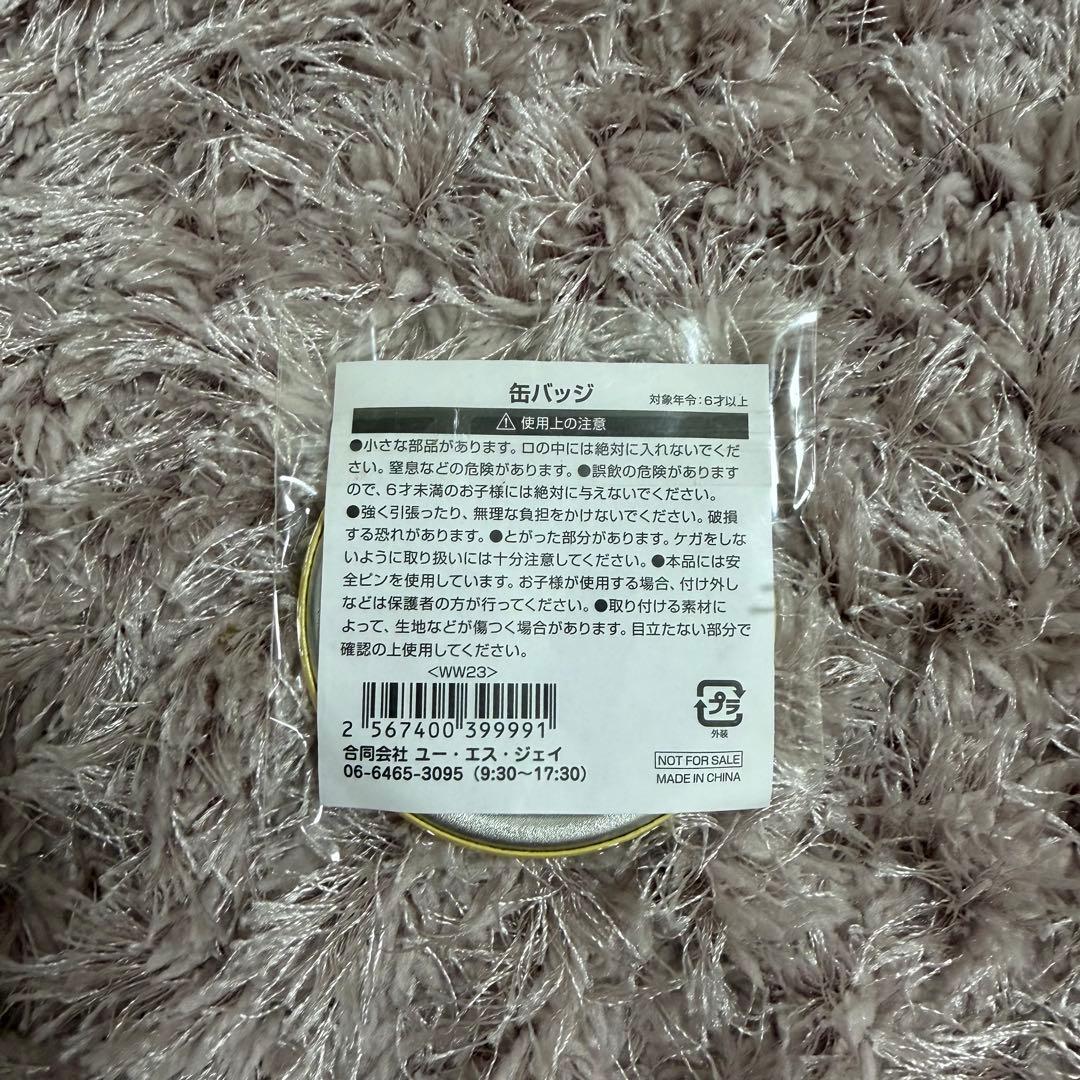 缶バッジ
対象年令：6才以上
⚠ 使用上の注意
●小さな部品があります。口の中には絶対に入れないでくだ
さい。窒息などの危険があります。●誤飲の危険があります
ので、6才未満のお子様には絶対に与えないでください。
●強く引張ったり、無理な負担をかけないでください。破損
する恐れがあります。●とがった部分があります。ケガをしな
いように取り扱いには十分注意してください。●本品には安
全ピンを使用しています。お子様が使用する場合、付け外し
などは保護者の方が行ってください。●取り付ける素材に
よって、生地などが傷つく場合があります。目立たない部分で
確認の上使用してください。
<WW23>
2 567400 399991
プラ
外装
合同会社 ユー・エス・ジェイ
06-6465-3095（9:30～17:30）
NOT FOR SALE
MADE IN CHINA